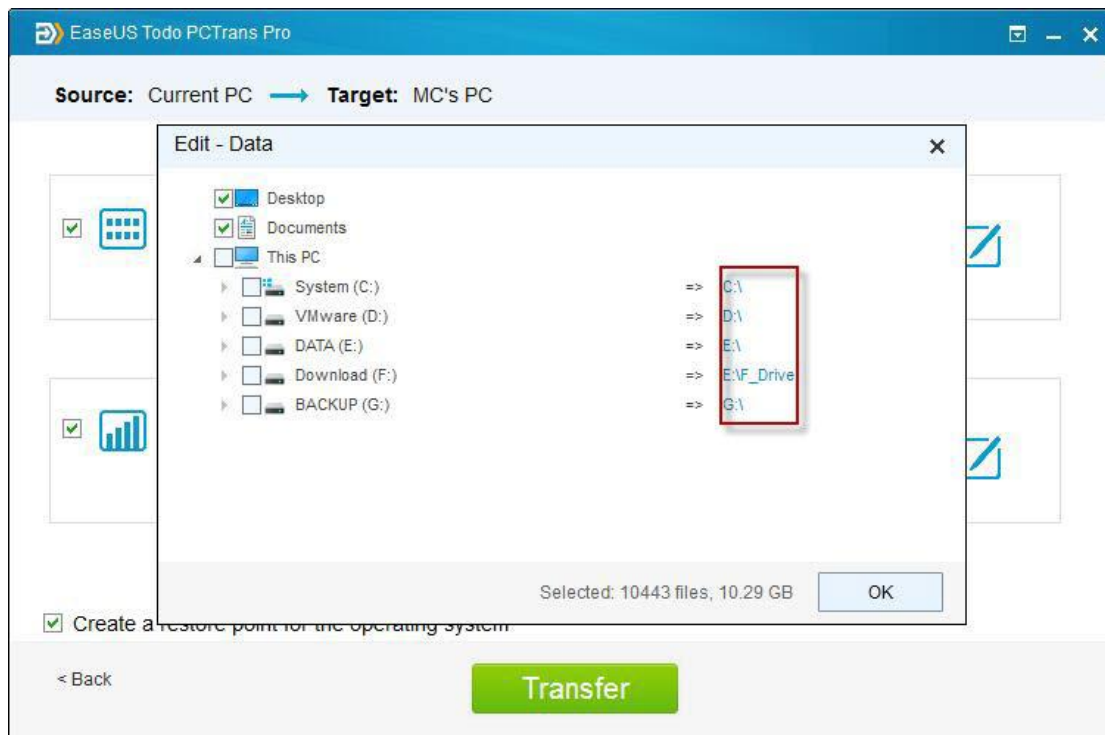 EaseUS Todo PCTrans Pro
Source: Current PC Target: MC's PC
Edit - Data
Desktop
Documents
This PC
System (C:) => C:\
VMware (D:) => D:\
DATA (E:) => E:\
Download (F:) => E:\F_Drive
BACKUP (G:) => G:\
Selected: 10443 files, 10.29 GB OK
Create a restore point for the operating system
< Back Transfer